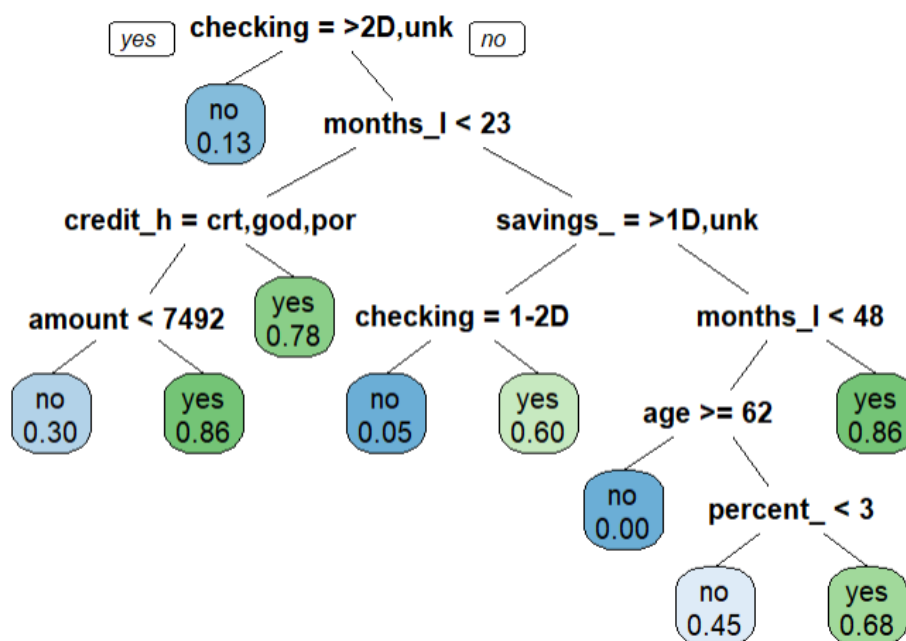 yes
checking = >2D,unk
no
no
0.13
months_l < 23
credit_h = crt,god,por
savings_ = >1D,unk
amount < 7492
yes
0.78
checking = 1-2D
months_l < 48
no
0.30
yes
0.86
no
0.05
yes
0.60
age >= 62
yes
0.86
no
0.00
percent_ < 3
no
0.45
yes
0.68